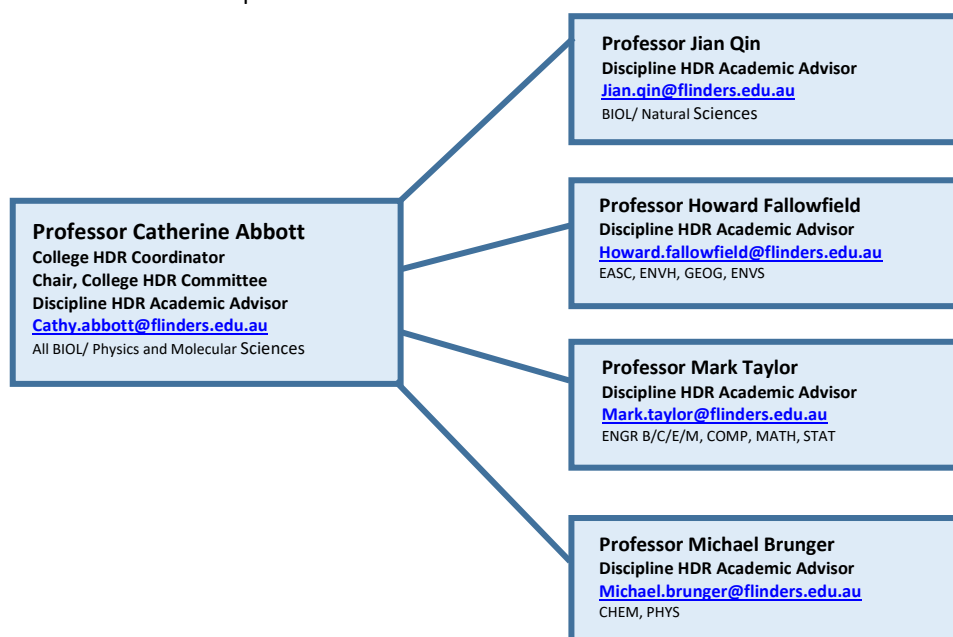 Professor Jian Qin
Discipline HDR Academic Advisor
Jian.qin@flinders.edu.au
BIOL/ Natural Sciences
Professor Catherine Abbott
College HDR Coordinator
Chair, College HDR Committee
Discipline HDR Academic Advisor
Cathy.abbott@flinders.edu.au
All BIOL/ Physics and Molecular Sciences
Professor Howard Fallowfield
Discipline HDR Academic Advisor
Howard.fallowfield@flinders.edu.au
EASC, ENVH, GEOG, ENVS
Professor Mark Taylor
Discipline HDR Academic Advisor
Mark.taylor@flinders.edu.au
ENGR B/C/E/M, COMP, MATH, STAT
Professor Michael Brunger
Discipline HDR Academic Advisor
Michael.brunger@flinders.edu.au
CHEM, PHYS